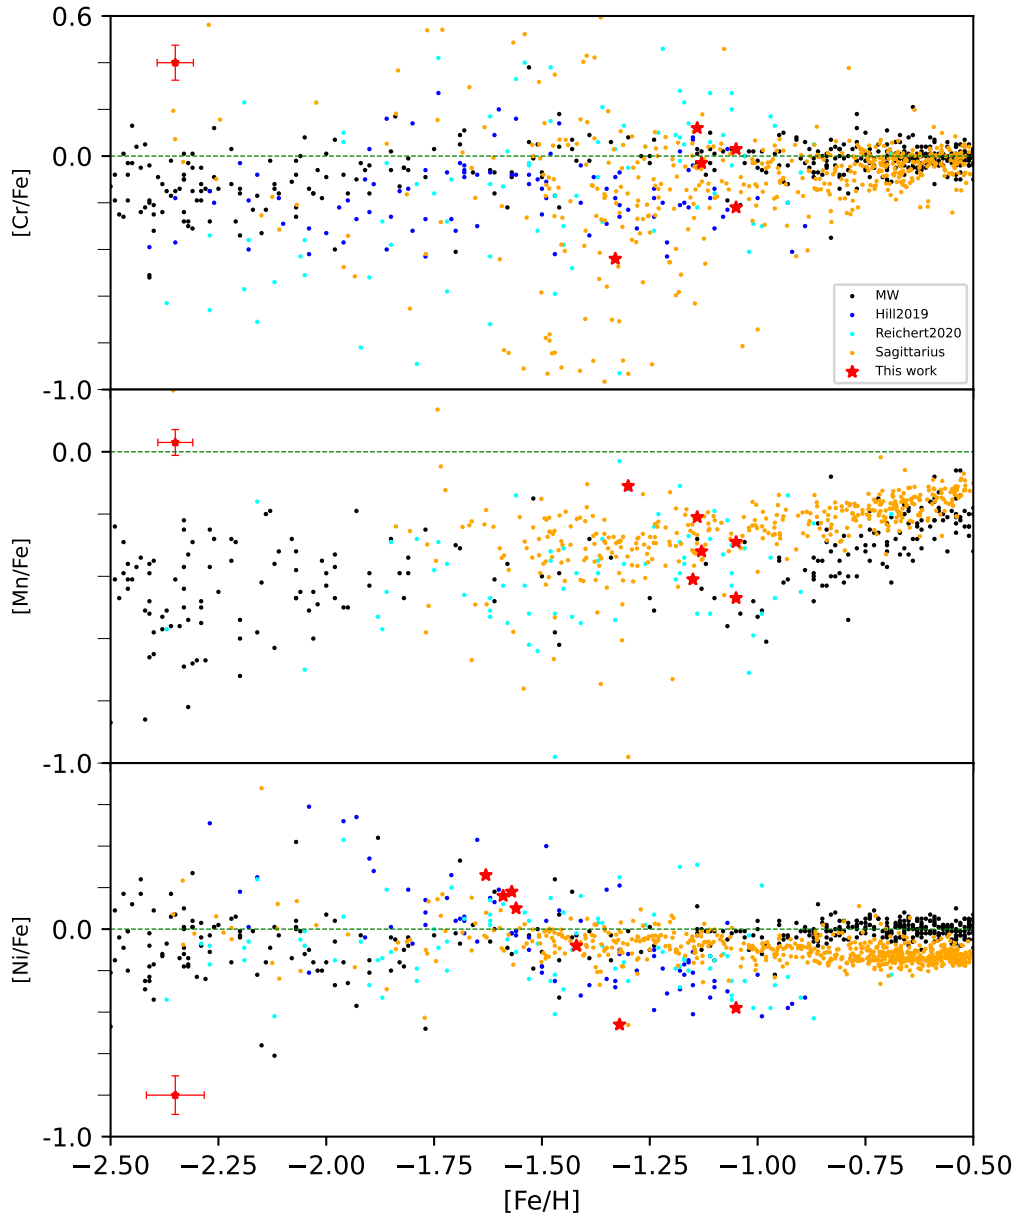 0.6
[Cr/Fe]
0.0
MW
Hill2019
Reichert2020
Sagittarius
This work
-1.0
0.0
[Mn/Fe]
-1.0
0.0
[Ni/Fe]
-1.0
−2.50 −2.25 −2.00 −1.75 −1.50 −1.25 −1.00 −0.75 −0.50
[Fe/H]